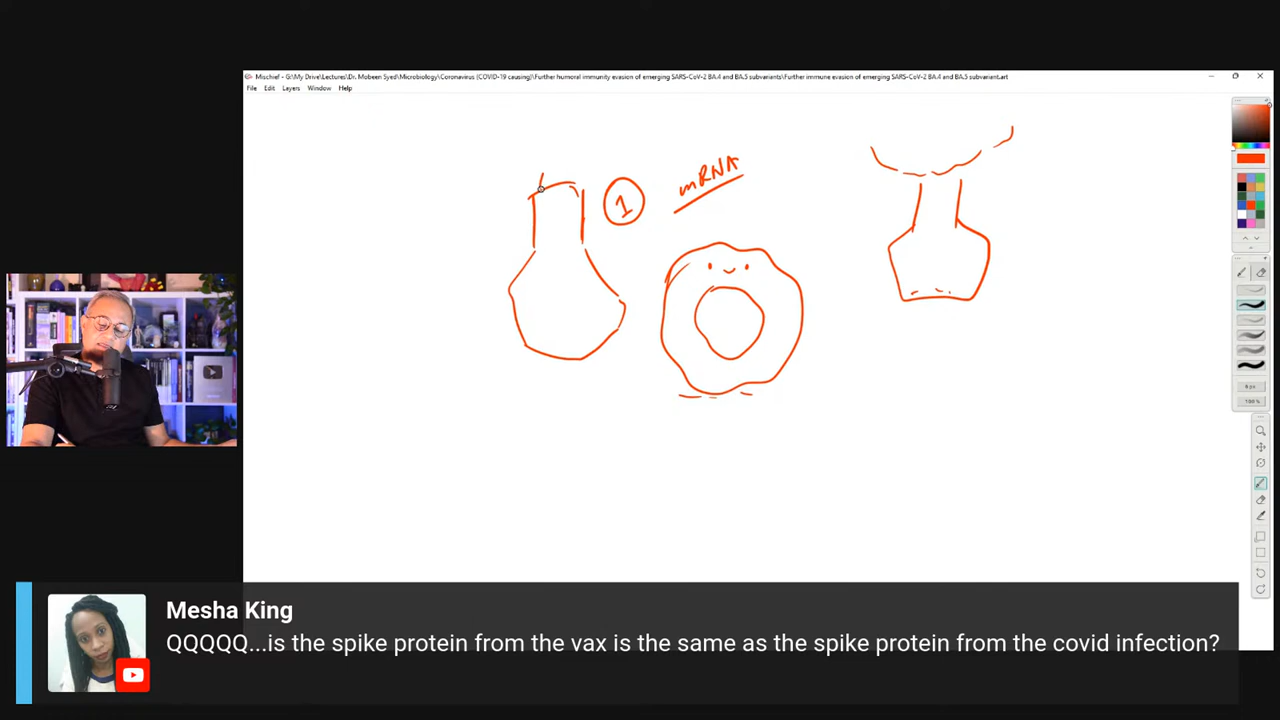 Mischief - G:\My Drive\Lectures\Dr. Mobeen Syed\Microbiology\Coronavirus (COVID-19 causing)\Further humoral immunity evasion of emerging SARS-CoV-2 BA.4 and BA.5 subvariants\Further immune evasion of emerging SARS-CoV-2 BA.4 and BA.5 subvariant.art
File Edit Layers Window Help
1 mRNA
6 px
100 %
Mesha King
QQQQQ...is the spike protein from the vax is the same as the spike protein from the covid infection?